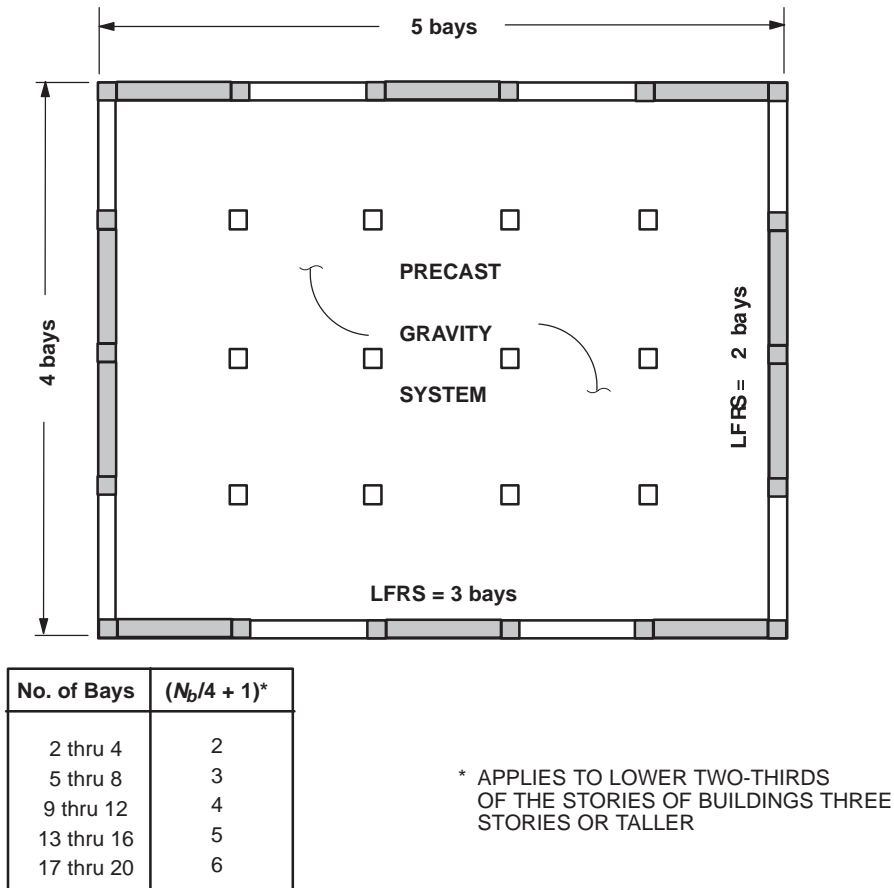 5 bays
4 bays
PRECAST
GRAVITY
SYSTEM
LFRS = 2 bays
LFRS = 3 bays
No. of Bays (Nb/4 + 1)*
2 thru 4 2
5 thru 8 3
9 thru 12 4
13 thru 16 5
17 thru 20 6
* APPLIES TO LOWER TWO-THIRDS
OF THE STORIES OF BUILDINGS THREE
STORIES OR TALLER